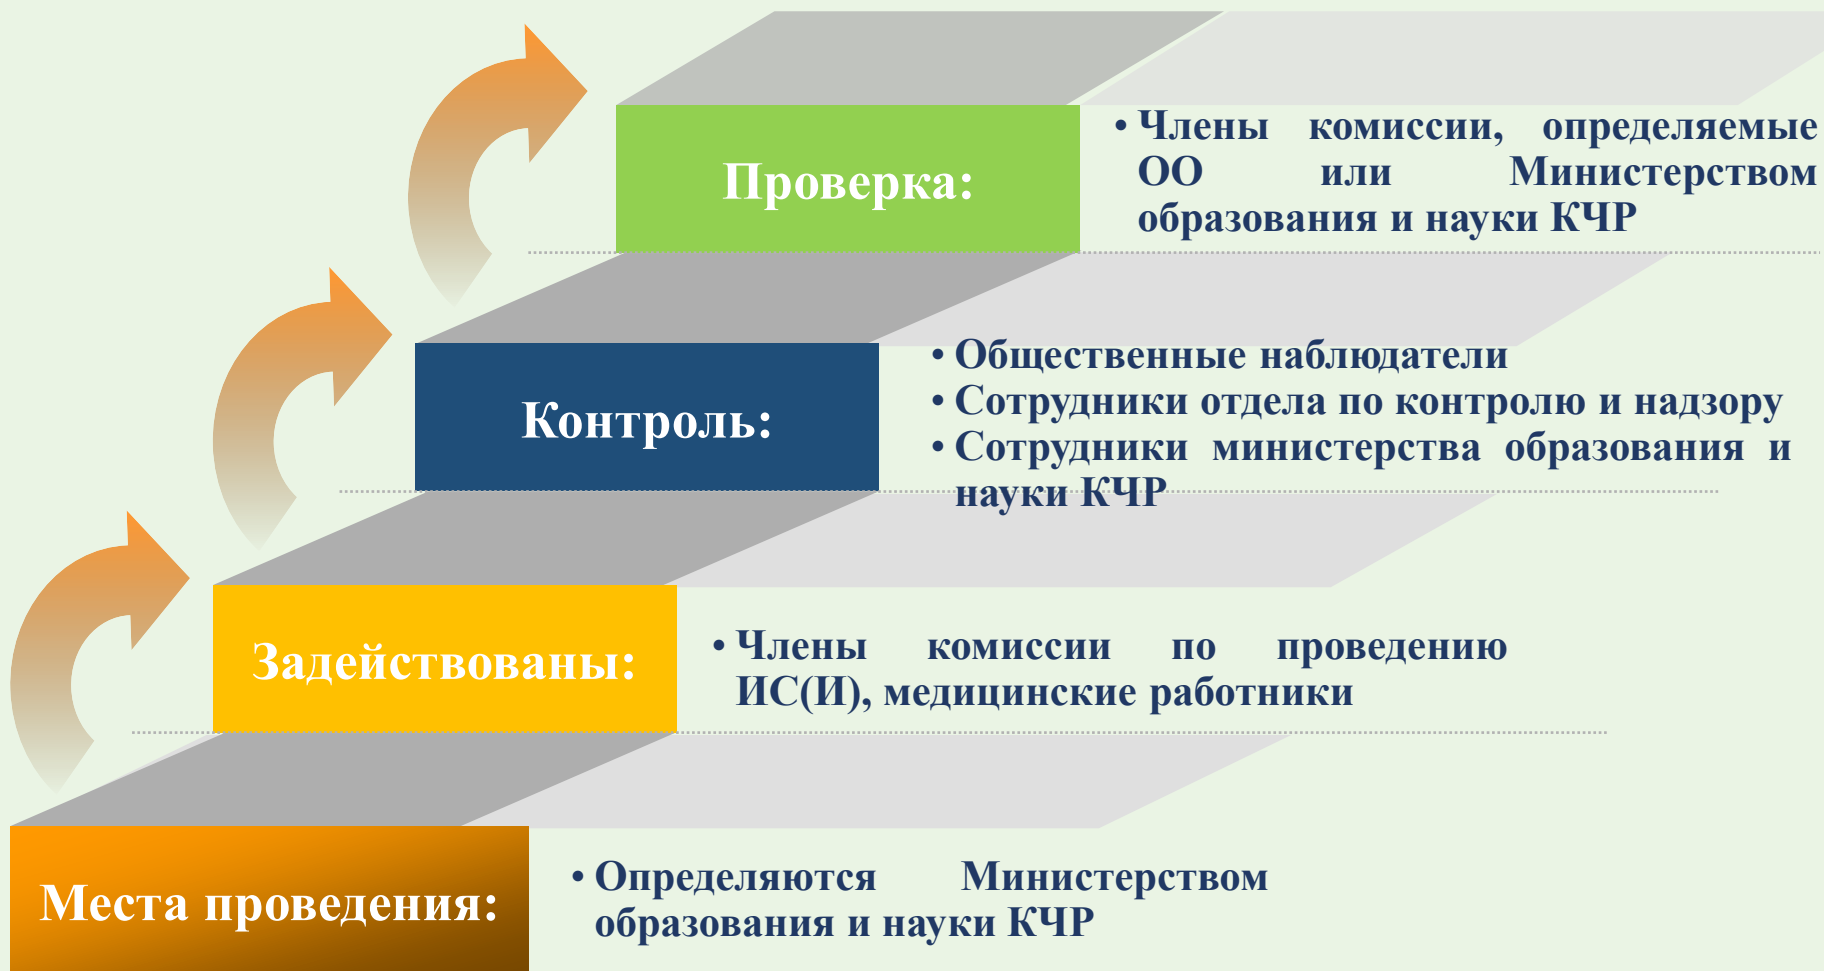 Проверка:
• Члены комиссии, определяемые
ОО или Министерством
образования и науки КЧР
Контроль:
• Общественные наблюдатели
• Сотрудники отдела по контролю и надзору
• Сотрудники министерства образования и
науки КЧР
Задействованы:
• Члены комиссии по проведению
ИС(И), медицинские работники
Места проведения:
• Определяются Министерством
образования и науки КЧР